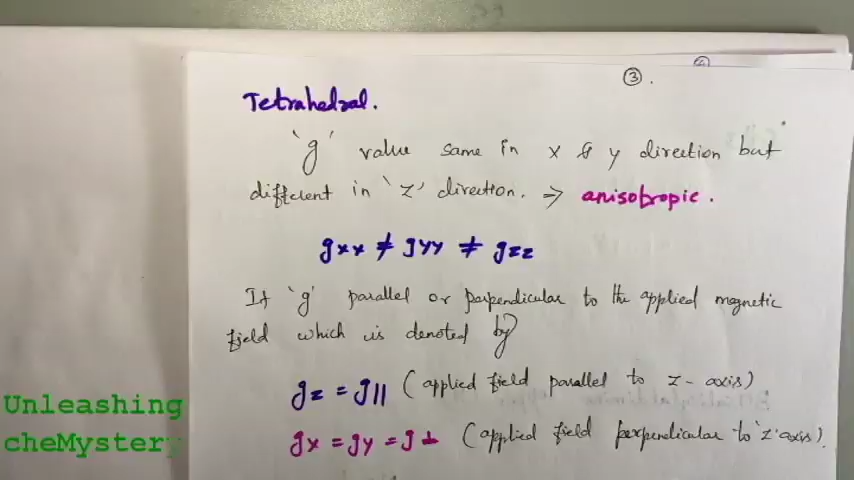 ③.
④
Tetrahedral.
'g' value same in x & y direction but
different in 'z' direction. ⇒ anisotropic.
gxx ≠ gyy ≠ gzz
If 'g' parallel or perpendicular to the applied magnetic
field which is denoted by
gz = g|| (applied field parallel to z-axis)
gx = gy = g⊥ (applied field perpendicular to 'z' axis).
Unleashing
cheMystery